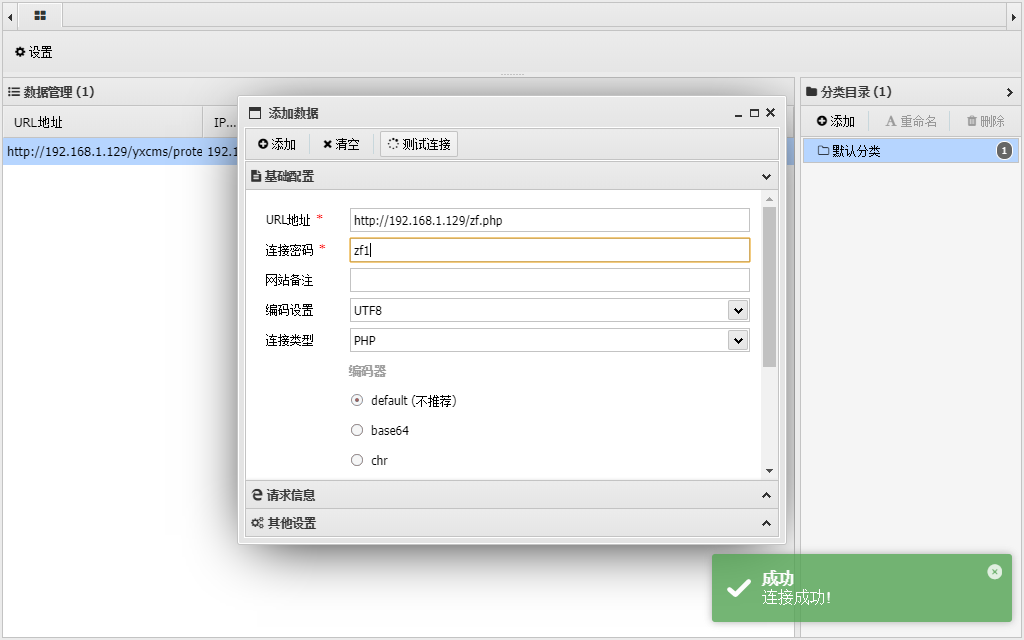 设置
数据管理 (1)
URL地址 IP...
http://192.168.1.129/yxcms/prote 192.1
添加数据
添加 清空 测试连接
基础配置
URL地址 * http://192.168.1.129/zf.php
连接密码 * zf1
网站备注
编码设置 UTF8
连接类型 PHP
编码器
default (不推荐)
base64
chr
请求信息
其他设置
分类目录 (1)
添加 重命名 删除
默认分类 1
成功
连接成功!